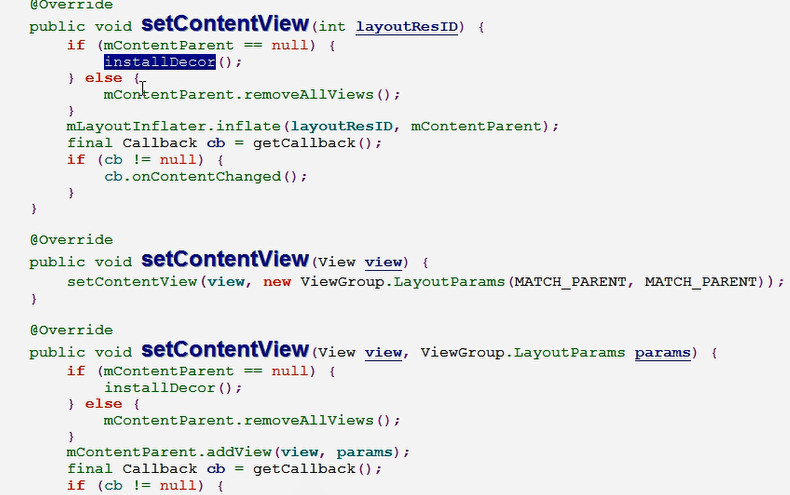 @Override
public void setContentView(int layoutResID) {
if (mContentParent == null) {
installDecor();
} else {
mContentParent.removeAllViews();
}
mLayoutInflater.inflate(layoutResID, mContentParent);
final Callback cb = getCallback();
if (cb != null) {
cb.onContentChanged();
}
}
@Override
public void setContentView(View view) {
setContentView(view, new ViewGroup.LayoutParams(MATCH_PARENT, MATCH_PARENT));
}
@Override
public void setContentView(View view, ViewGroup.LayoutParams params) {
if (mContentParent == null) {
installDecor();
} else {
mContentParent.removeAllViews();
}
mContentParent.addView(view, params);
final Callback cb = getCallback();
if (cb != null) {